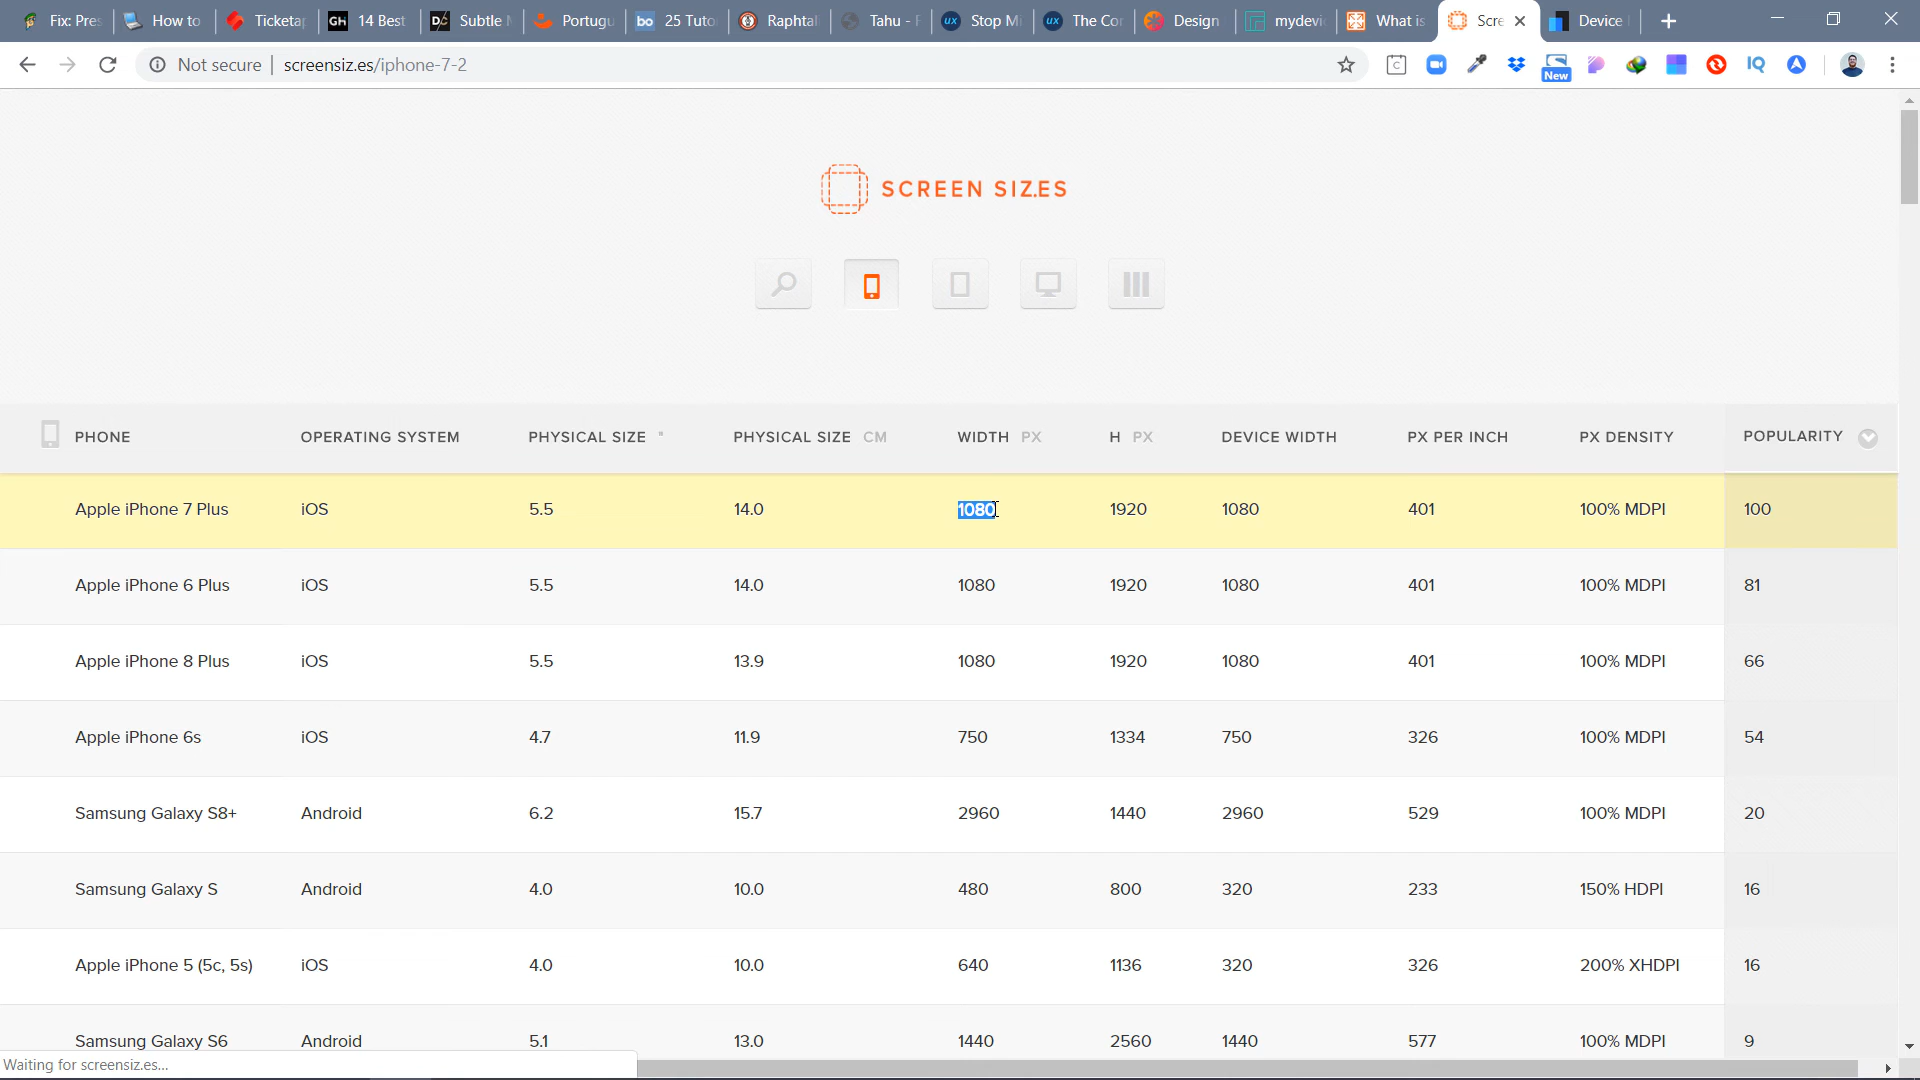 Fix: Pres
How to
Ticketap
GH 14 Best
Subtle
Portugu
bo 25 Tuto
Raphtal
Tahu - F
ux Stop M
ux The Cor
Design
mydevi
What is
Scre
Device
Not secure | screensiz.es/iphone-7-2
New
IQ
SCREEN SIZ.ES
PHONE OPERATING SYSTEM PHYSICAL SIZE " PHYSICAL SIZE CM WIDTH PX H PX DEVICE WIDTH PX PER INCH PX DENSITY POPULARITY
Apple iPhone 7 Plus iOS 5.5 14.0 1080 1920 1080 401 100% MDPI 100
Apple iPhone 6 Plus iOS 5.5 14.0 1080 1920 1080 401 100% MDPI 81
Apple iPhone 8 Plus iOS 5.5 13.9 1080 1920 1080 401 100% MDPI 66
Apple iPhone 6s iOS 4.7 11.9 750 1334 750 326 100% MDPI 54
Samsung Galaxy S8+ Android 6.2 15.7 2960 1440 2960 529 100% MDPI 20
Samsung Galaxy S Android 4.0 10.0 480 800 320 233 150% HDPI 16
Apple iPhone 5 (5c, 5s) iOS 4.0 10.0 640 1136 320 326 200% XHDPI 16
Samsung Galaxy S6 Android 5.1 13.0 1440 2560 1440 577 100% MDPI 9
Waiting for screensiz.es...